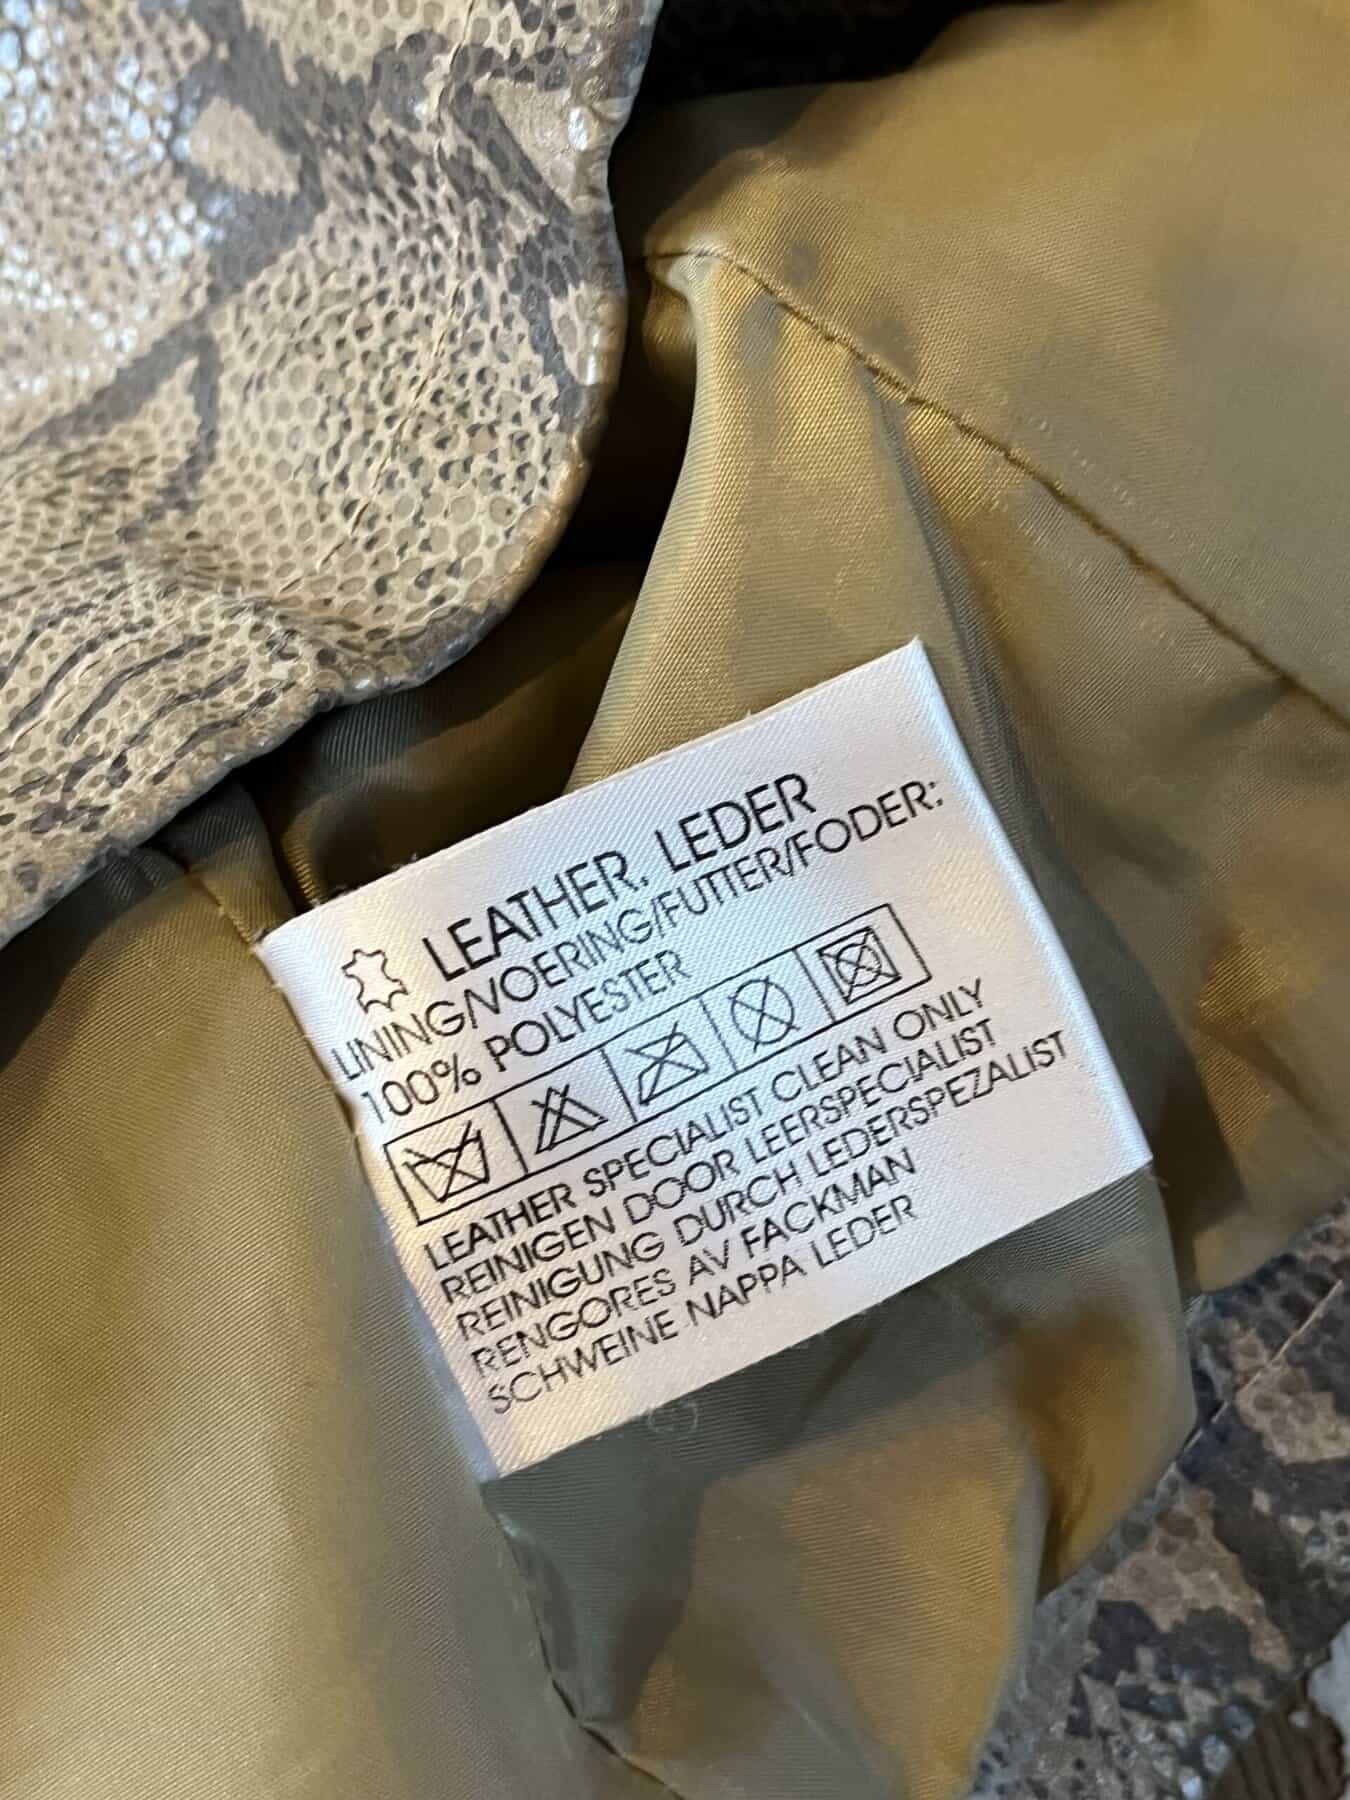 LEATHER, LEDER
LINING/VOERING/FUTTER/FODER:
100% POLYESTER
LEATHER SPECIALIST CLEAN ONLY
REINIGEN DOOR LEERSPECIALIST
REINIGUNG DURCH LEDERSPEZALIST
RENGORES AV FACKMAN
SCHWEINE NAPPA LEDER